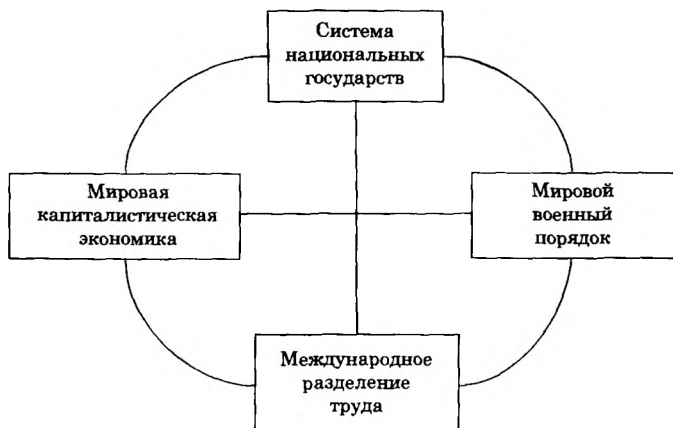 Система
национальных
государств
Мировая
капиталистическая
экономика
Мировой
военный
порядок
Международное
разделение
труда